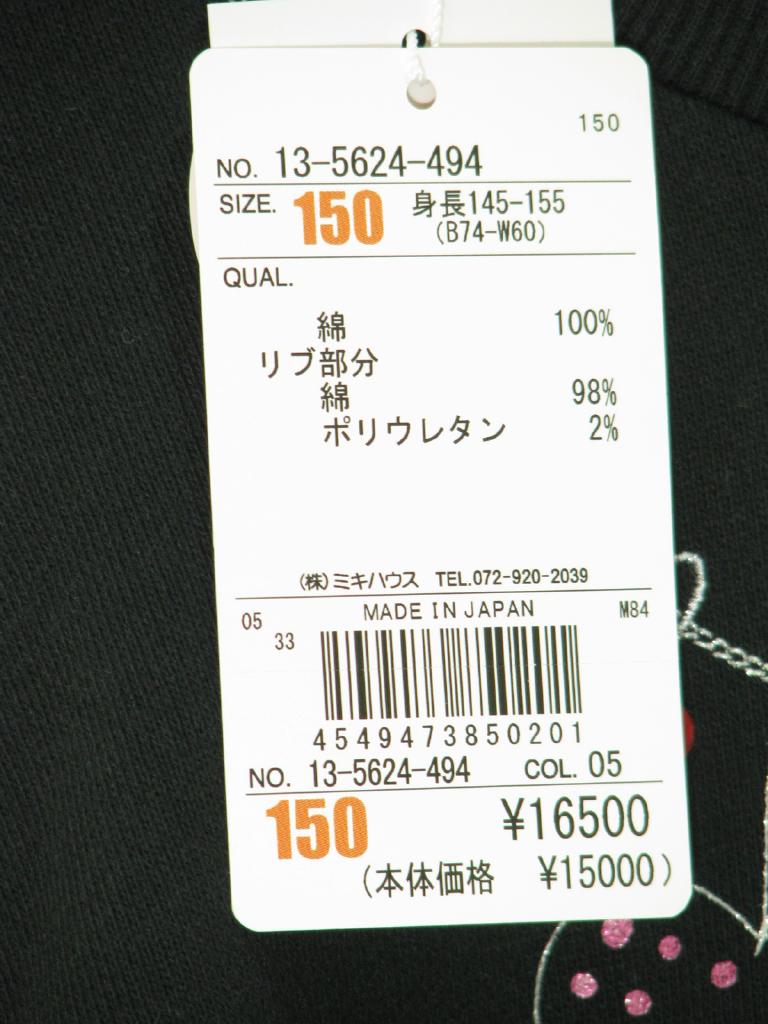 150
NO. 13-5624-494
SIZE. 150 身長145-155
(B74-W60)
QUAL.
綿 100%
リブ部分
綿 98%
ポリウレタン 2%
(株)ミキハウス TEL.072-920-2039
05 MADE IN JAPAN M84
33
4549473850201
NO. 13-5624-494 COL. 05
150 ¥16500
(本体価格 ¥15000)